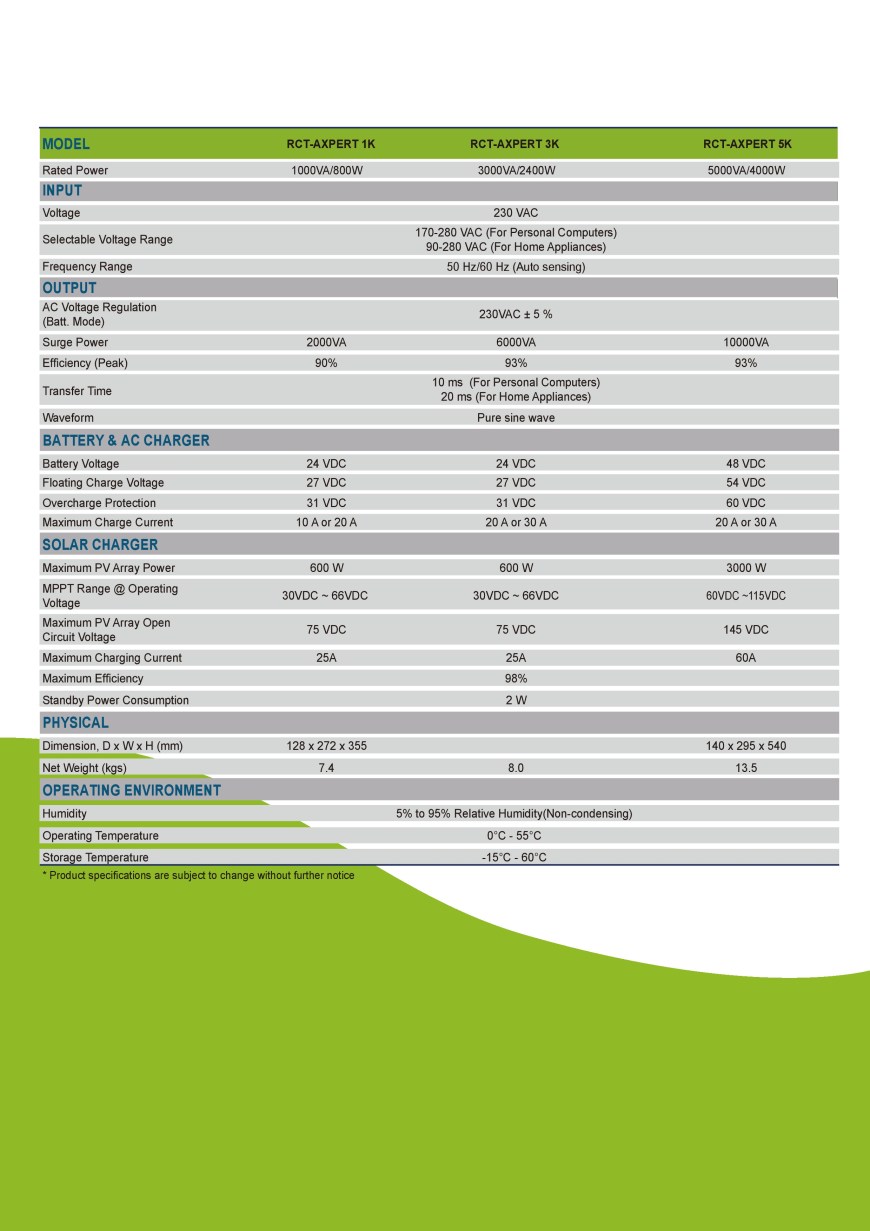 MODEL RCT-AXPERT 1K RCT-AXPERT 3K RCT-AXPERT 5K
Rated Power 1000VA/800W 3000VA/2400W 5000VA/4000W
INPUT
Voltage 230 VAC
Selectable Voltage Range 170-280 VAC (For Personal Computers)
90-280 VAC (For Home Appliances)
Frequency Range 50 Hz/60 Hz (Auto sensing)
OUTPUT
AC Voltage Regulation
(Batt. Mode) 230VAC ± 5 %
Surge Power 2000VA 6000VA 10000VA
Efficiency (Peak) 90% 93% 93%
Transfer Time 10 ms (For Personal Computers)
20 ms (For Home Appliances)
Waveform Pure sine wave
BATTERY & AC CHARGER
Battery Voltage 24 VDC 24 VDC 48 VDC
Floating Charge Voltage 27 VDC 27 VDC 54 VDC
Overcharge Protection 31 VDC 31 VDC 60 VDC
Maximum Charge Current 10 A or 20 A 20 A or 30 A 20 A or 30 A
SOLAR CHARGER
Maximum PV Array Power 600 W 600 W 3000 W
MPPT Range @ Operating
Voltage 30VDC ~ 66VDC 30VDC ~ 66VDC 60VDC ~115VDC
Maximum PV Array Open
Circuit Voltage 75 VDC 75 VDC 145 VDC
Maximum Charging Current 25A 25A 60A
Maximum Efficiency 98%
Standby Power Consumption 2 W
PHYSICAL
Dimension, D x W x H (mm) 128 x 272 x 355 140 x 295 x 540
Net Weight (kgs) 7.4 8.0 13.5
OPERATING ENVIRONMENT
Humidity 5% to 95% Relative Humidity(Non-condensing)
Operating Temperature 0°C - 55°C
Storage Temperature -15°C - 60°C
* Product specifications are subject to change without further notice